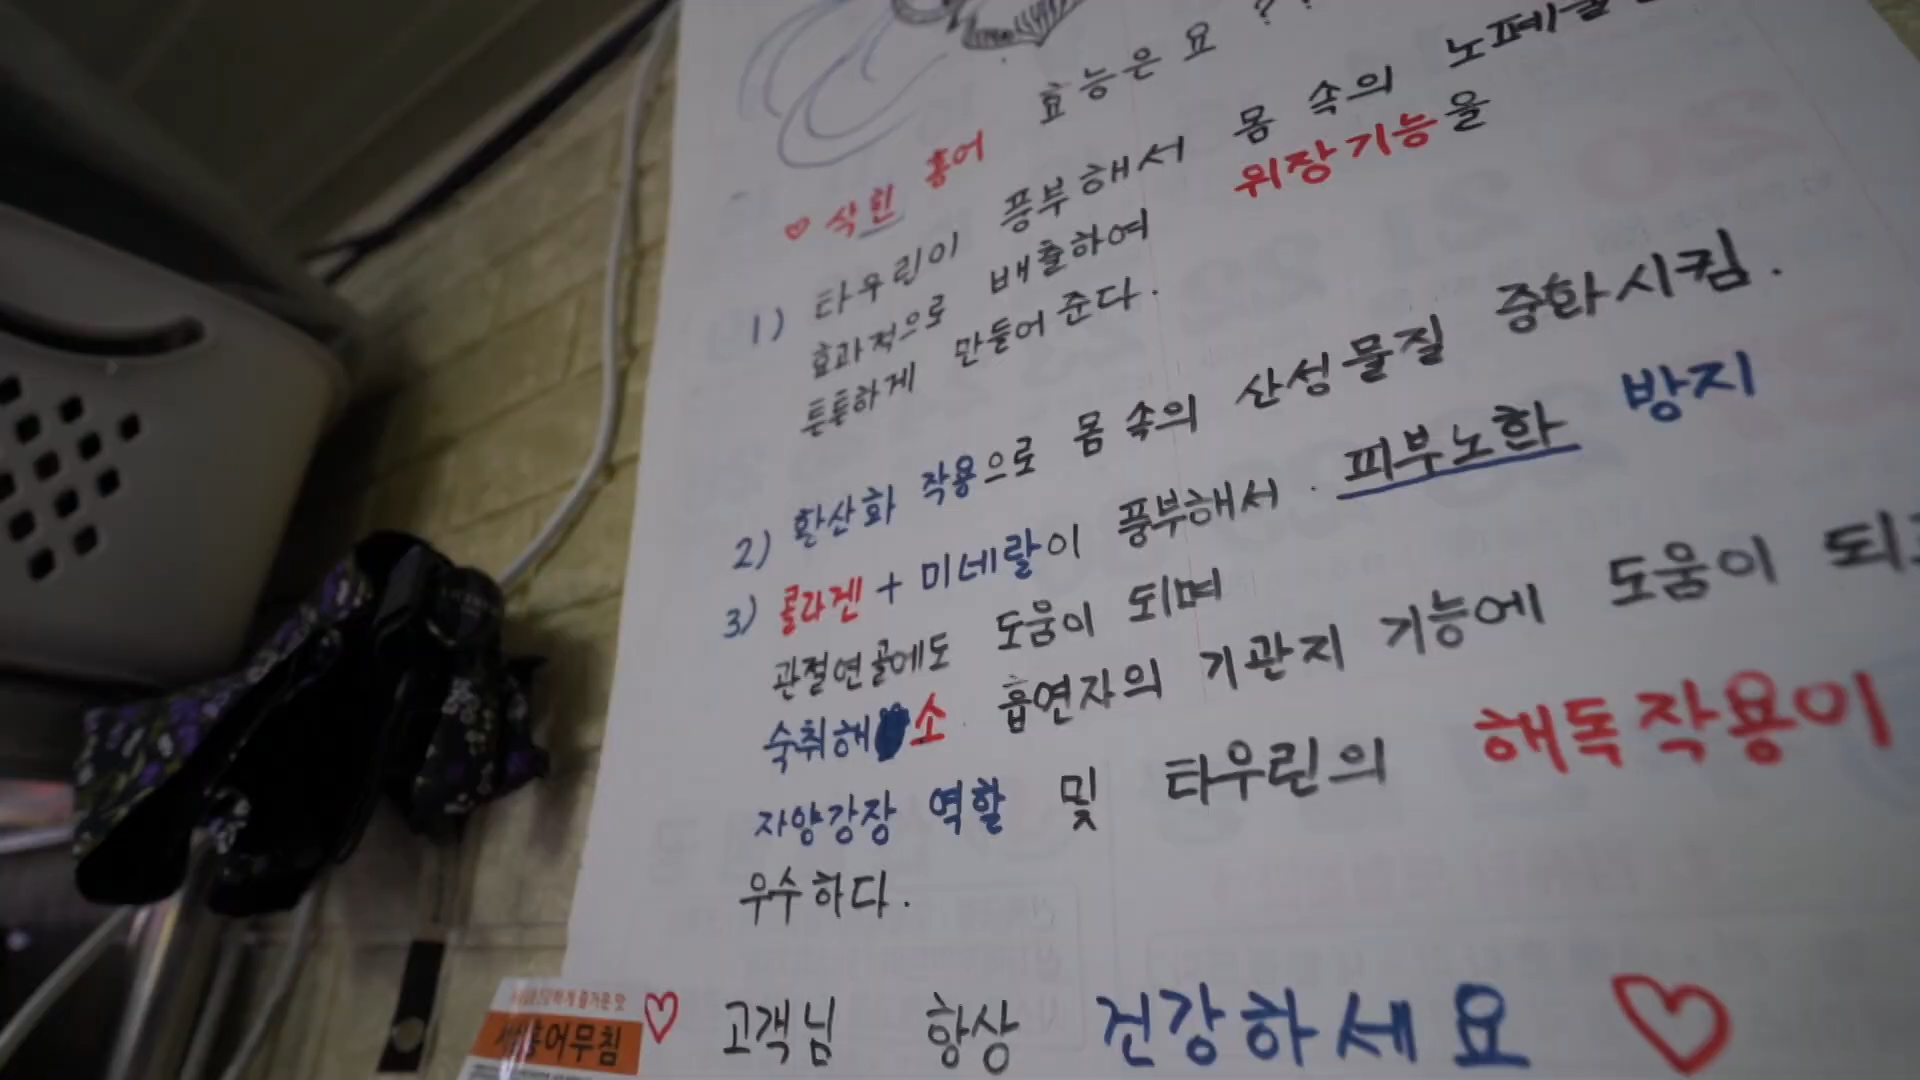 ♡ 삭힌 홍어 효능은요 ??
1) 타우린이 풍부해서 몸 속의 노폐물
효과적으로 배출하여 위장기능을
튼튼하게 만들어 준다.
2) 환산화 작용으로 몸 속의 산성물질 중화시킴.
3) 콜라겐 + 미네랄이 풍부해서 . 피부노화 방지
관절연골에도 도움이 되며
숙취해소 흡연자의 기관지 기능에 도움이
자양강장 역할 및 타우린의 해독작용이
우수하다.
♡ 고객님 항상 건강하세요 ♡
홍어무침